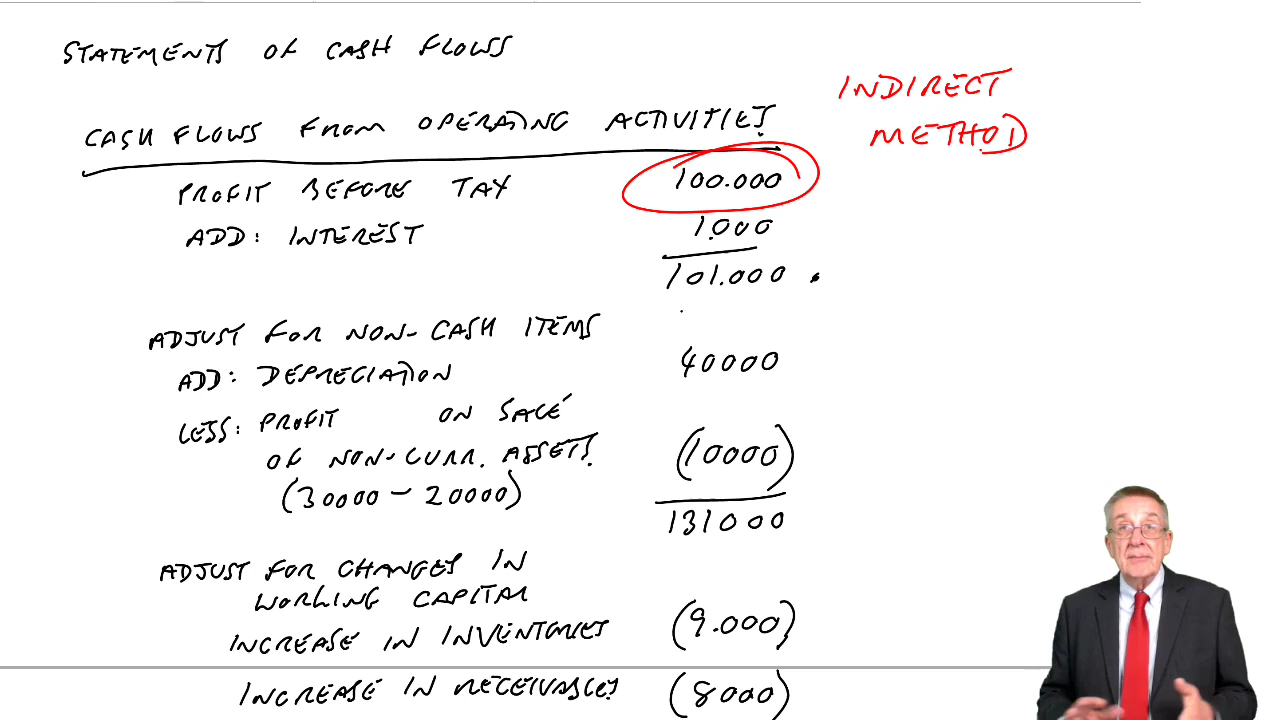 STATEMENTS OF CASH FLOWS
INDIRECT
METHOD
CASH FLOWS FROM OPERATING ACTIVITIES
PROFIT BEFORE TAX 100.000
ADD: INTEREST 1.000
101.000
ADJUST FOR NON-CASH ITEMS
ADD: DEPRECIATION 40000
LESS: PROFIT ON SALE
OF NON-CURR. ASSETS. (10000)
(30000 - 20000)
131000
ADJUST FOR CHANGES IN
WORKING CAPITAL
INCREASE IN INVENTORIES (9.000)
INCREASE IN RECEIVABLES (8000)